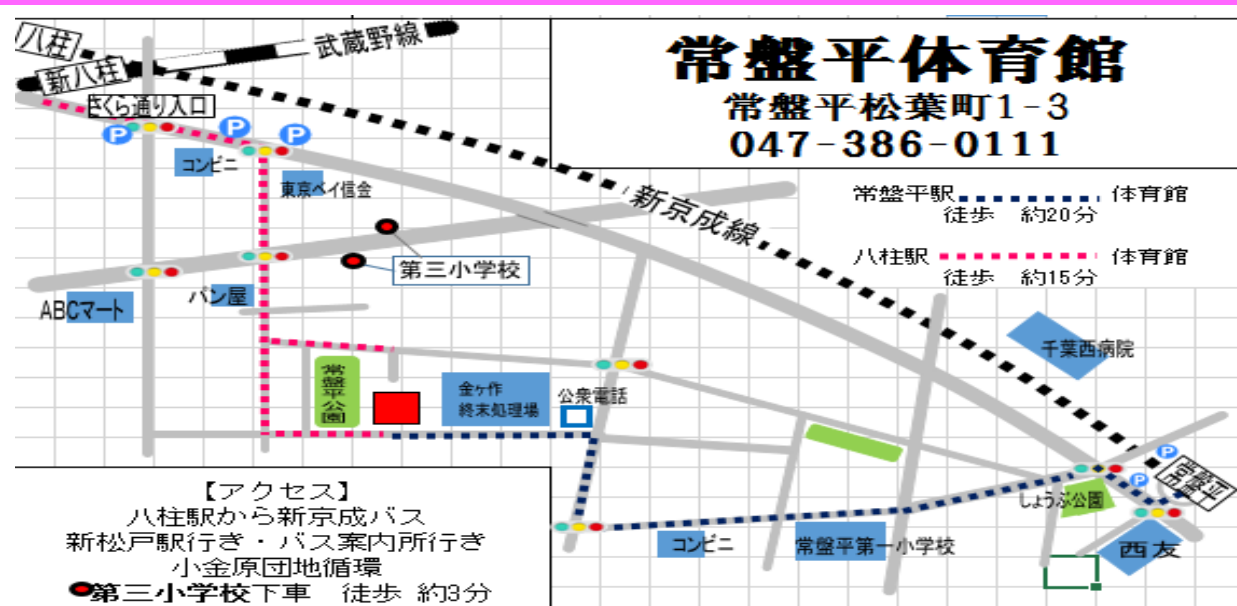 常盤平体育館
常盤平松葉町1-3
047-386-0111
八柱
新八柱
武蔵野線
さくら通り入口
P
P
P
コンビニ
東京ベイ信金
新京成線
常盤平駅 体育館
徒歩 約20分
八柱駅 体育館
徒歩 約15分
第三小学校
ABCマート
パン屋
千葉西病院
常盤平公園
金ヶ作
終末処理場
公衆電話
P
常盤平
P
しょうぶ公園
コンビニ
常盤平第一小学校
西友
【アクセス】
八柱駅から新京成バス
新松戸駅行き・バス案内所行き
小金原団地循環
第三小学校下車 徒歩 約3分